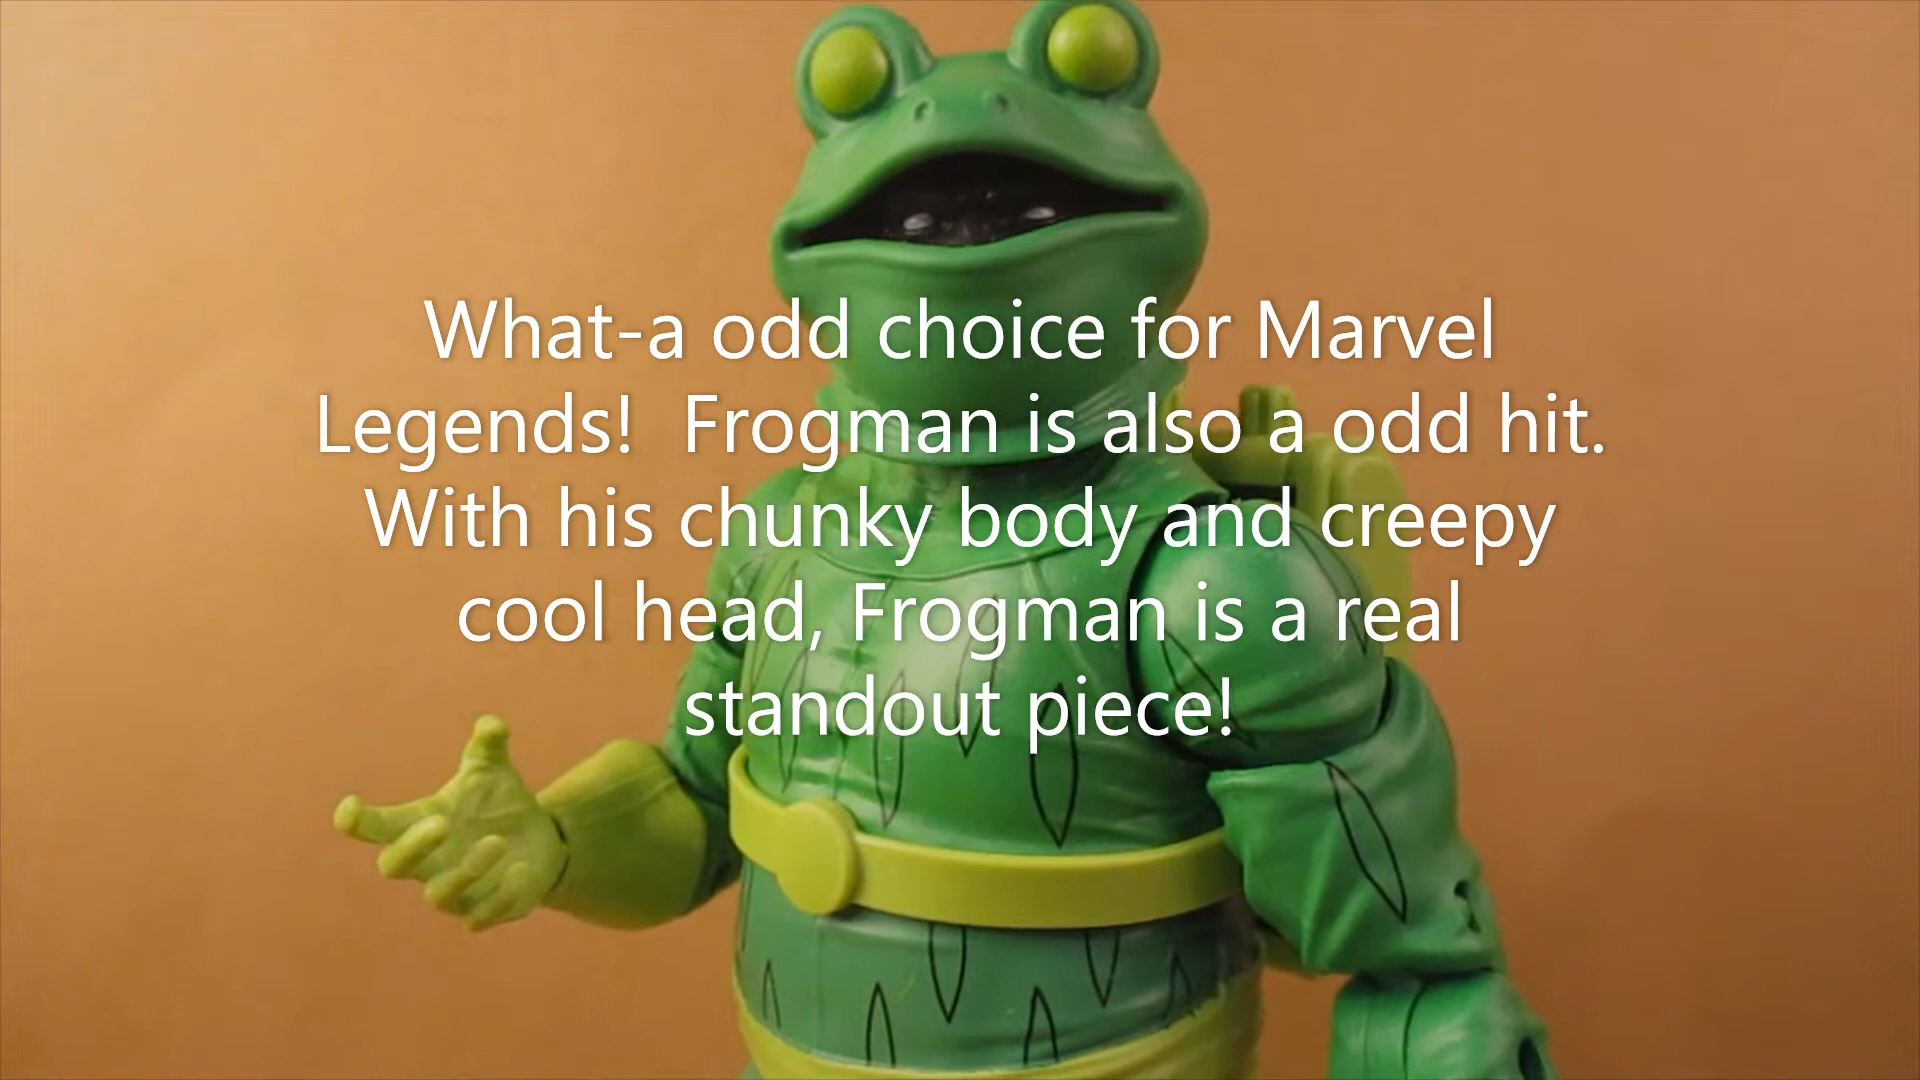 What-a odd choice for Marvel
Legends!  Frogman is also a odd hit.
With his chunky body and creepy
cool head, Frogman is a real
standout piece!